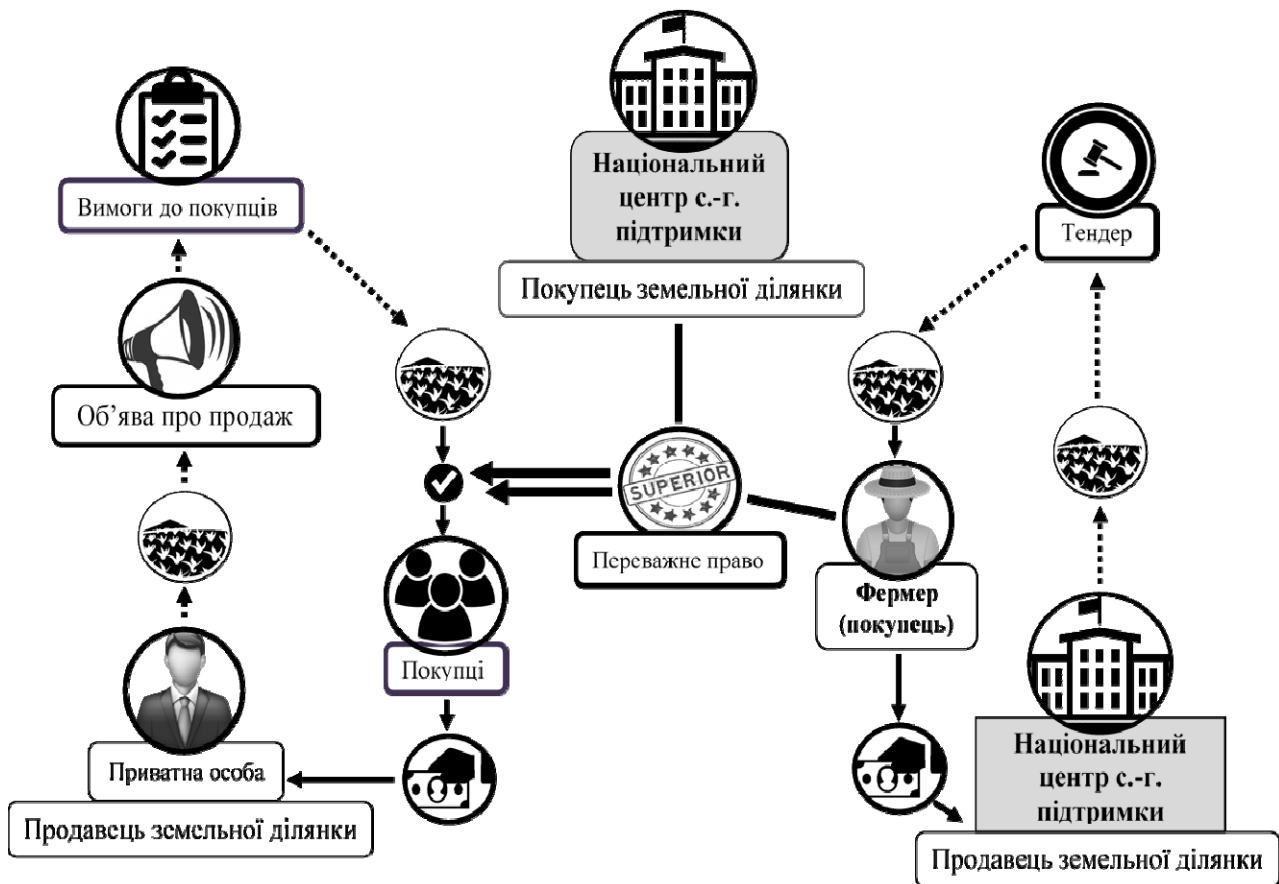 Національний
центр с.-г.
підтримки
Покупець земельної ділянки
Вимоги до покупців
Тендер
Об’ява про продаж
SUPERIOR
Переважне право
Фермер
(покупець)
Покупці
Приватна особа
Продавець земельної ділянки
Національний
центр с.-г.
підтримки
Продавець земельної ділянки